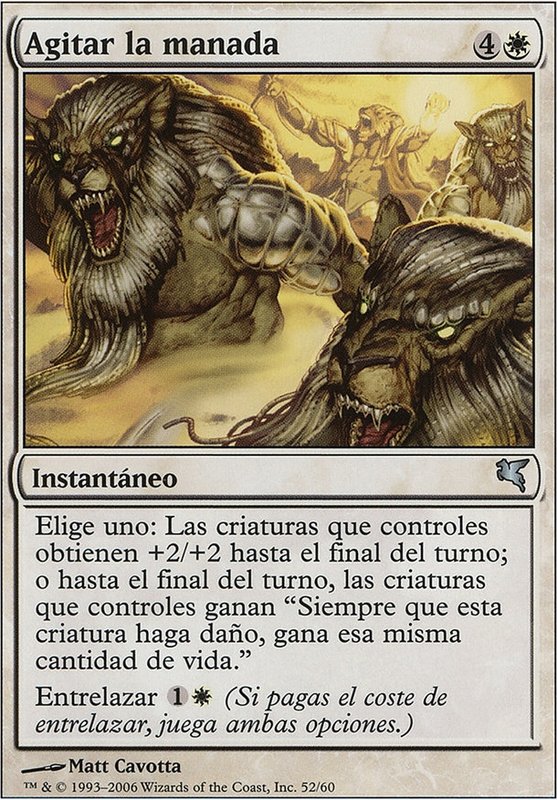 Agitar la manada 4
Instantáneo
Elige uno: Las criaturas que controles
obtienen +2/+2 hasta el final del turno;
o hasta el final del turno, las criaturas
que controles ganan “Siempre que esta
criatura haga daño, gana esa misma
cantidad de vida.”
Entrelazar 1 (Si pagas el coste de
entrelazar, juega ambas opciones.)
Matt Cavotta
™ & © 1993–2006 Wizards of the Coast, Inc. 52/60